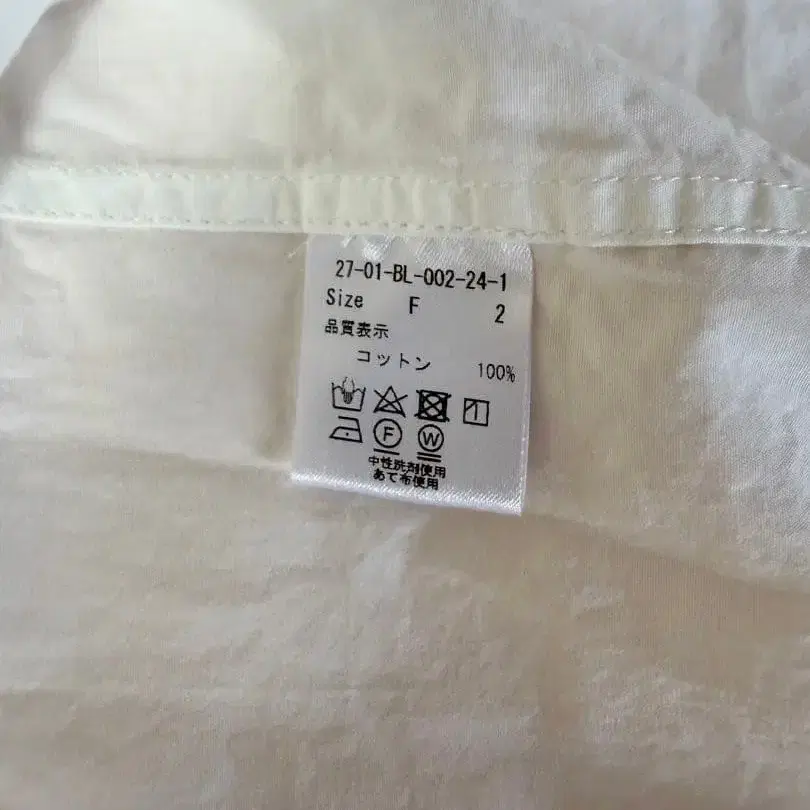 27-01-BL-002-24-1
Size F 2
品質表示
コットン 100%
F W
中性洗剤使用
あて布使用